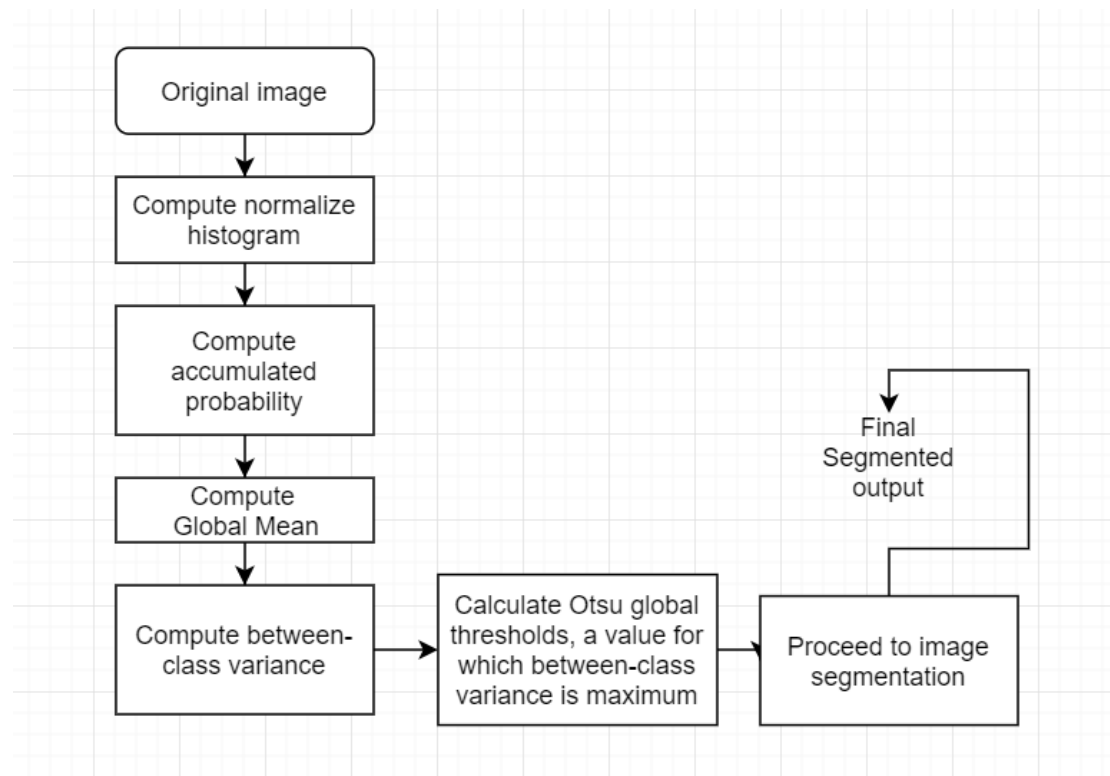 Original image
Compute normalize
histogram
Compute
accumulated
probability
Compute
Global Mean
Compute between-
class variance
Calculate Otsu global
thresholds, a value for
which between-class
variance is maximum
Proceed to image
segmentation
Final
Segmented
output